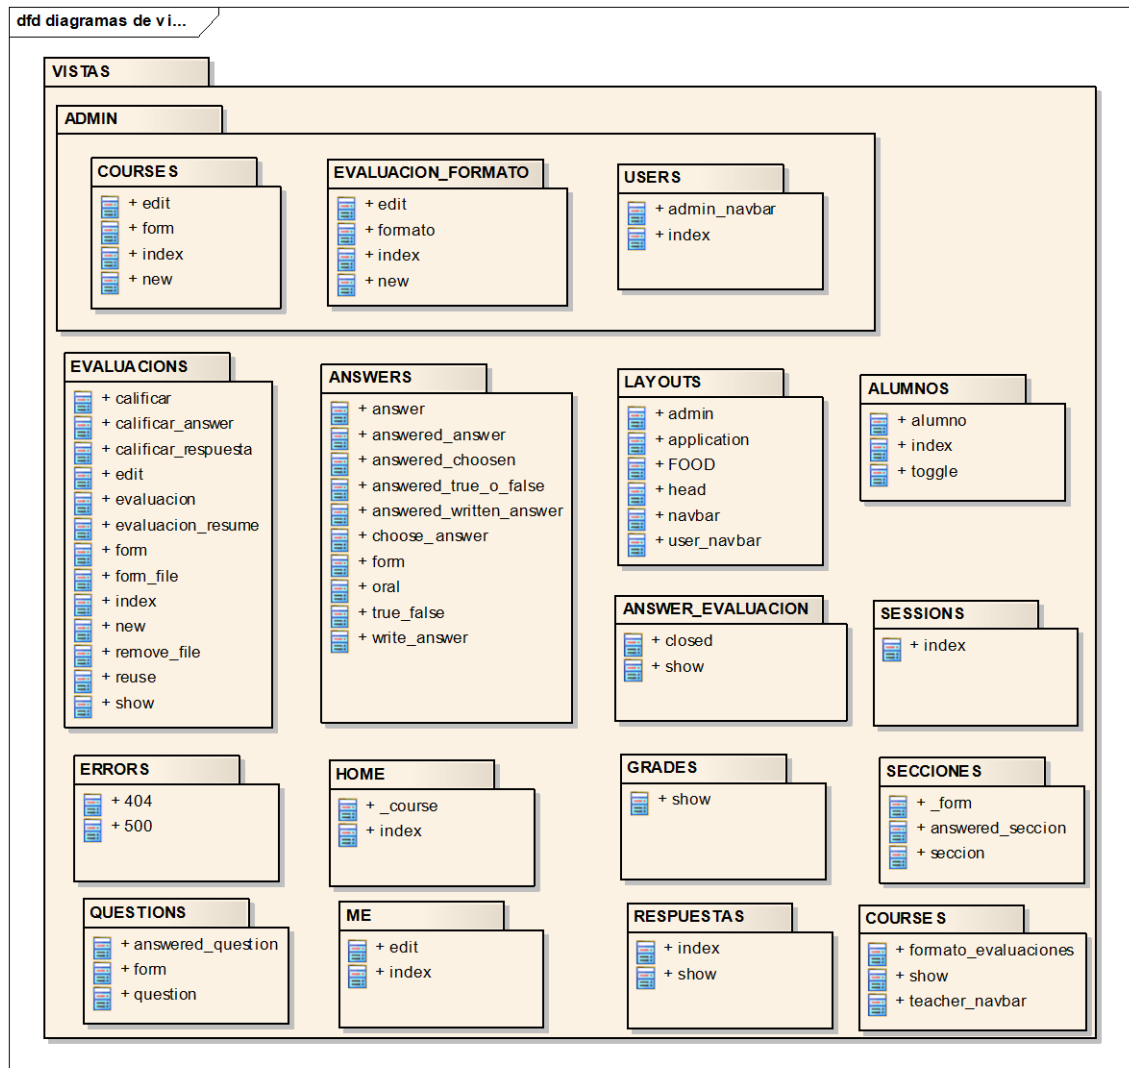 dfd diagramas de vi...
VISTAS
ADMIN
COURSES
+ edit
+ form
+ index
+ new
EVALUACION_FORMATO
+ edit
+ formato
+ index
+ new
USERS
+ admin_navbar
+ index
EVALUACIONS
+ calificar
+ calificar_answer
+ calificar_respuesta
+ edit
+ evaluacion
+ evaluacion_resume
+ form
+ form_file
+ index
+ new
+ remove_file
+ reuse
+ show
ANSWERS
+ answer
+ answered_answer
+ answered_choosen
+ answered_true_o_false
+ answered_written_answer
+ choose_answer
+ form
+ oral
+ true_false
+ write_answer
LAYOUTS
+ admin
+ application
+ FOOD
+ head
+ navbar
+ user_navbar
ALUMNOS
+ alumno
+ index
+ toggle
ANSWER_EVALUACION
+ closed
+ show
SESSIONS
+ index
ERRORS
+ 404
+ 500
HOME
+ _course
+ index
GRADES
+ show
SECCIONES
+ _form
+ answered_seccion
+ seccion
QUESTIONS
+ answered_question
+ form
+ question
ME
+ edit
+ index
RESPUESTAS
+ index
+ show
COURSES
+ formato_evaluaciones
+ show
+ teacher_navbar